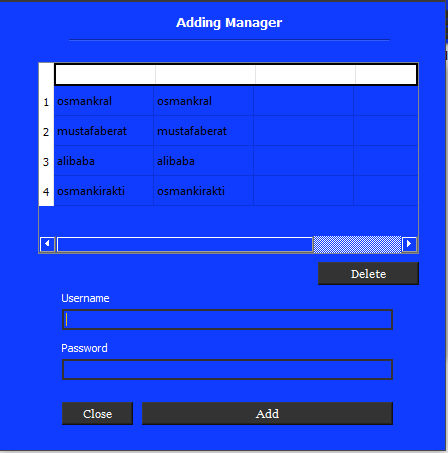 Adding Manager
1 osmankral osmankral
2 mustafaberat mustafaberat
3 alibaba alibaba
4 osmankirakti osmankirakti
Delete
Username
Password
Close Add